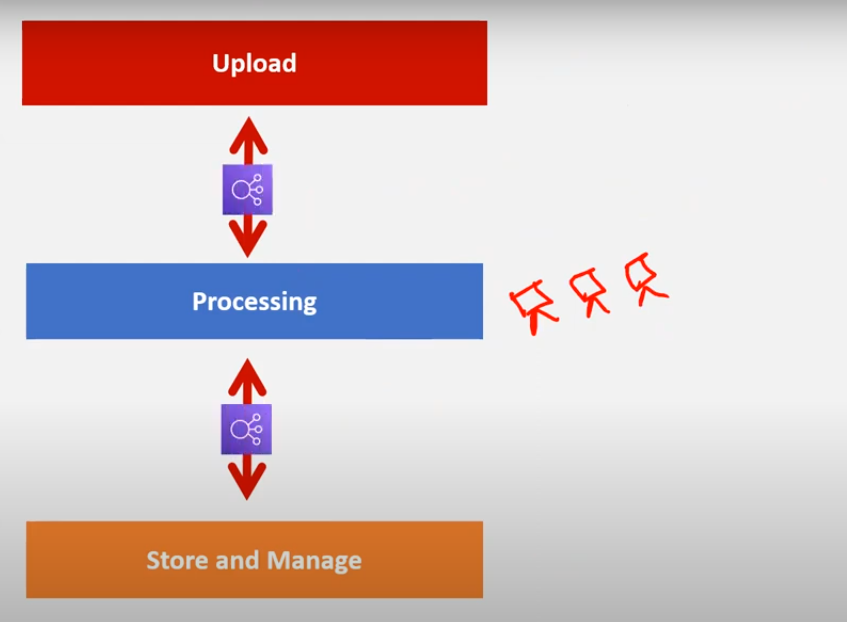 Upload
Processing
Store and Manage